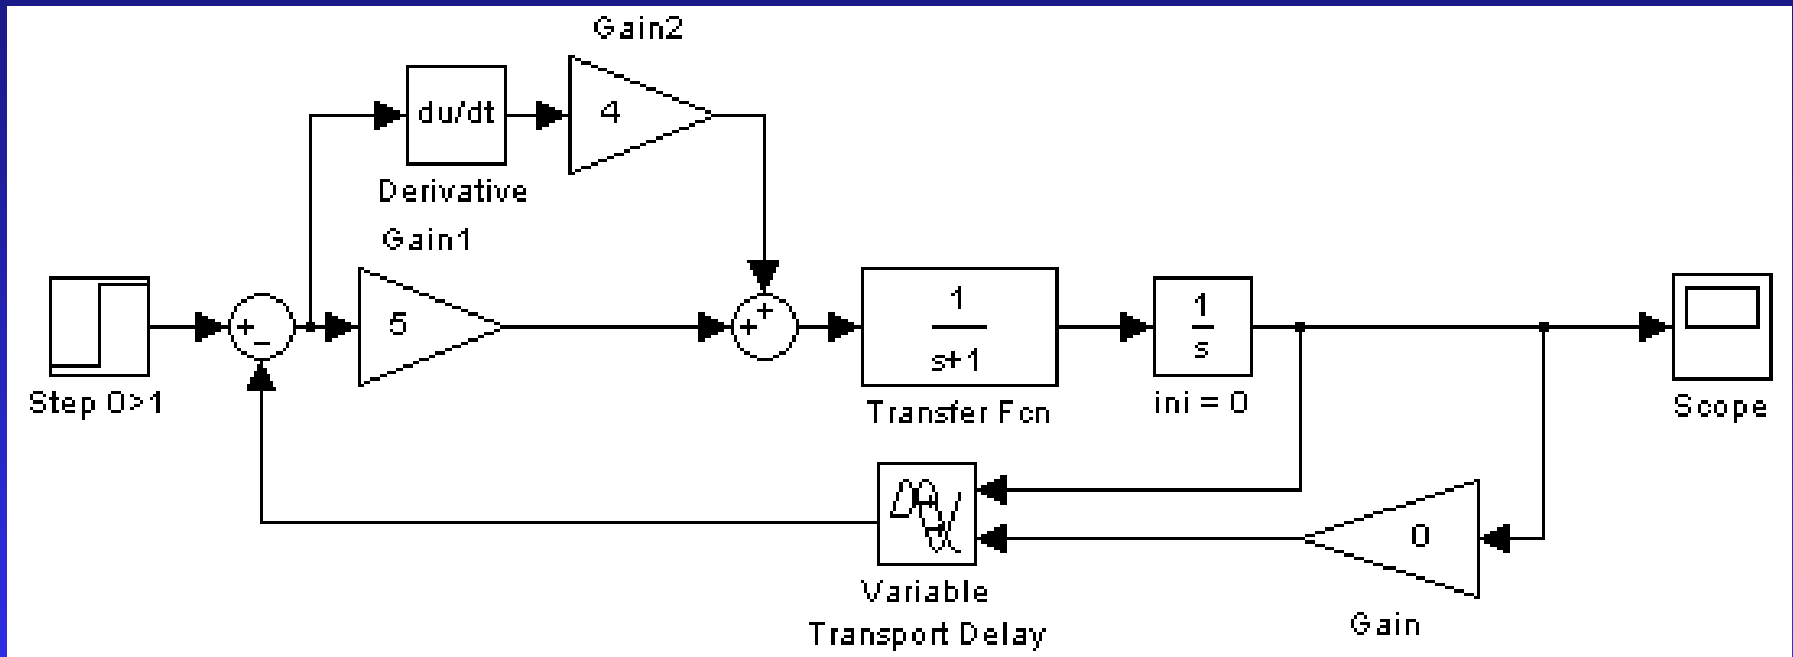 Gain2
du/dt
4
Derivative
Gain1
5
+
−
+
+
1
s+1
1
s
Step 0>1
Transfer Fcn
ini = 0
Scope
0
Variable
Transport Delay
Gain